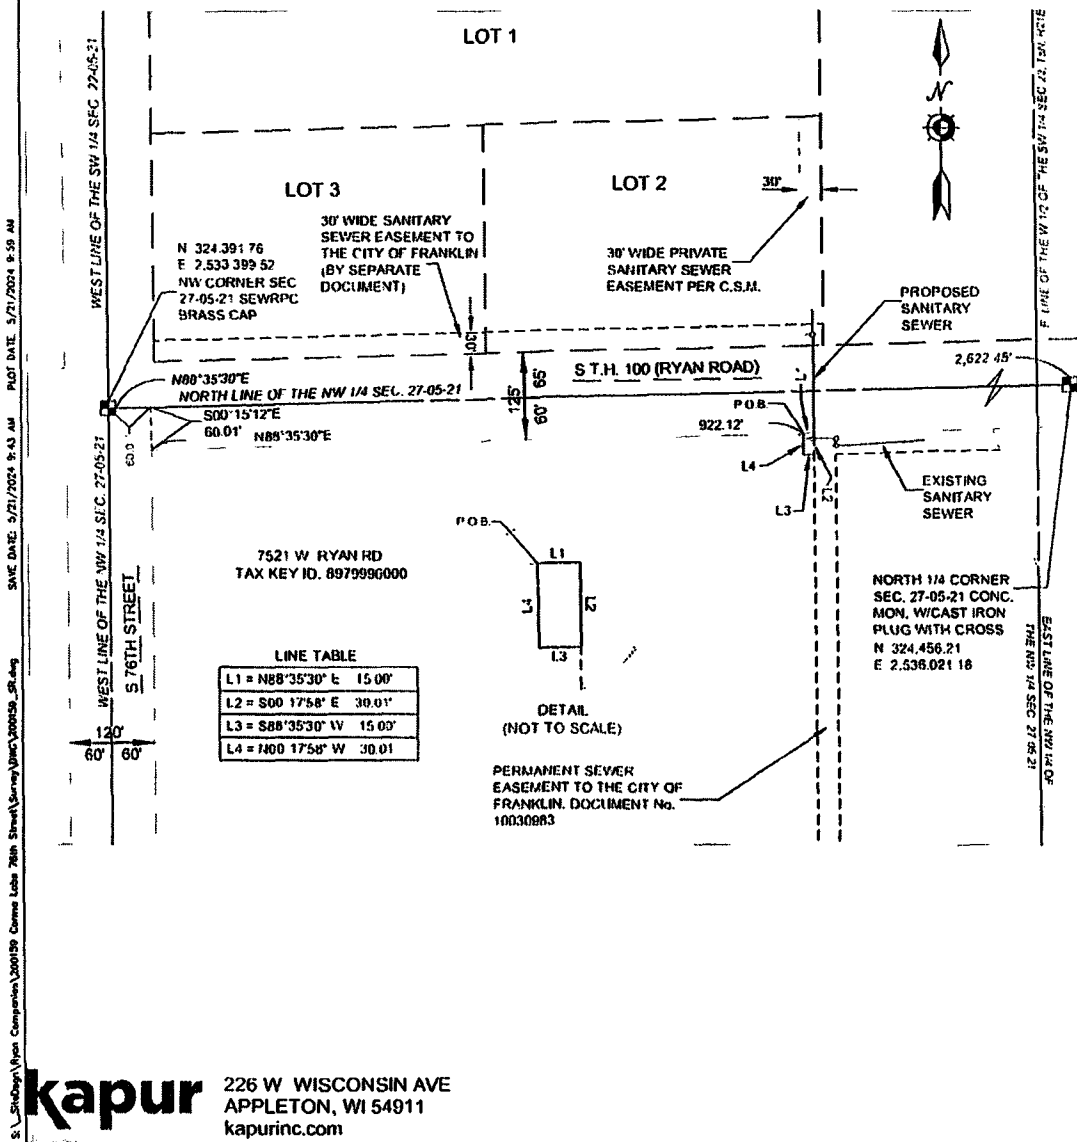 LOT 1
WEST LINE OF THE SW 1/4 SEC 22-05-21
LOT 3
LOT 2
N
30'
30' WIDE SANITARY
SEWER EASEMENT TO
THE CITY OF FRANKLIN
(BY SEPARATE
DOCUMENT)
N 324.391 76
E 2.533 399 52
NW CORNER SEC
27-05-21 SEWRPC
BRASS CAP
30' WIDE PRIVATE
SANITARY SEWER
EASEMENT PER C.S.M.
PROPOSED
SANITARY
SEWER
30'
S T.H. 100 (RYAN ROAD)
2,622 45'
N88°35'30"E
NORTH LINE OF THE NW 1/4 SEC. 27-05-21
S00°15'12"E
60.01'
N88°35'30"E
60.0
125'
65'
60'
L1
P O B.
922.12'
L4
L3
L2
EXISTING
SANITARY
SEWER
WEST LINE OF THE NW 1/4 SEC. 27-05-21
S 76TH STREET
7521 W RYAN RD
TAX KEY ID. 8979996000
P O B.
L1
L4
L2
L3
DETAIL
(NOT TO SCALE)
NORTH 1/4 CORNER
SEC. 27-05-21 CONC.
MON. W/CAST IRON
PLUG WITH CROSS
N 324,456.21
E 2,536.021 18
EAST LINE OF THE NW 1/4 OF
THE NW 1/4 SEC 27 05 21
LINE TABLE
L1 = N88°35'30" E 15 00'
L2 = S00 17'58" E 30.01'
L3 = S88°35'30" W 15 00'
L4 = N00 17'58" W 30.01
120'
60' 60'
PERMANENT SEWER
EASEMENT TO THE CITY OF
FRANKLIN. DOCUMENT No.
10030983
SAVE DATE: 5/21/2024 9:43 AM PLOT DATE 5/21/2024 9:59 AM
kapur
226 W WISCONSIN AVE
APPLETON, WI 54911
kapurinc.com